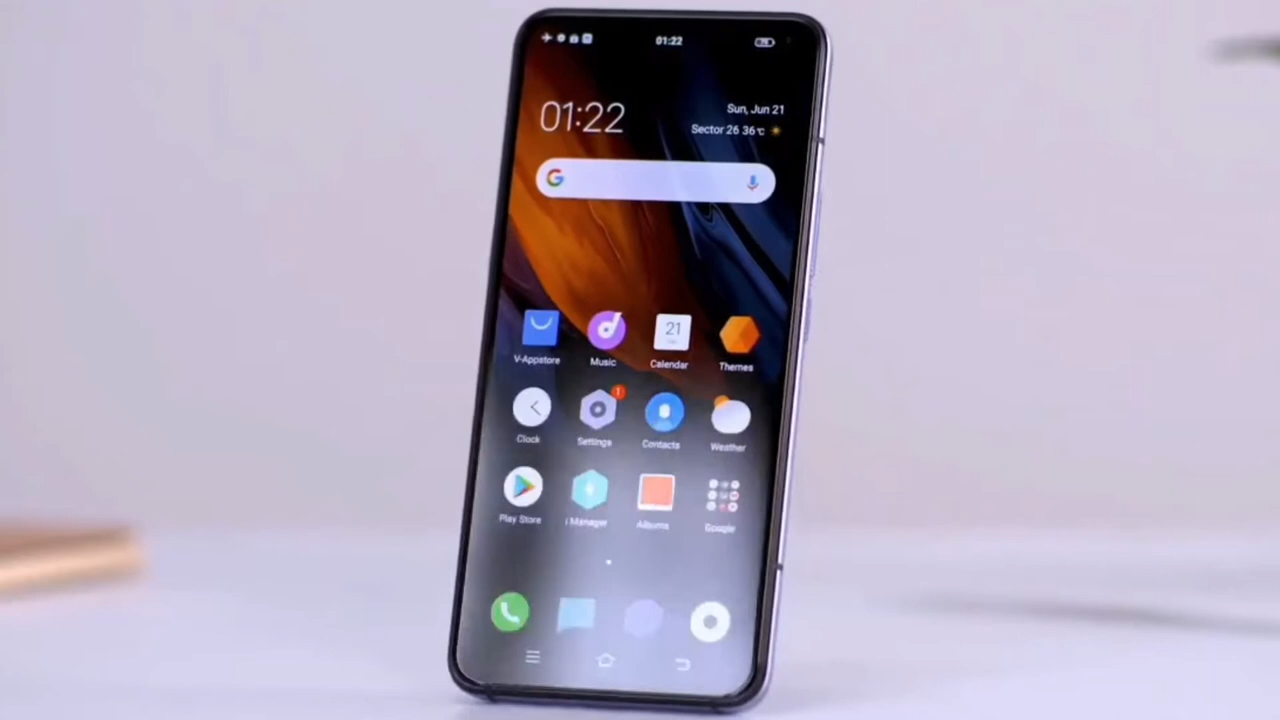 01:22
01:22
Sun, Jun 21
Sector 26 36℃
G
V-Appstore
Music
21
Calendar
Themes
Clock
1
Settings
Contacts
Weather
Play Store
i Manager
Albums
Google